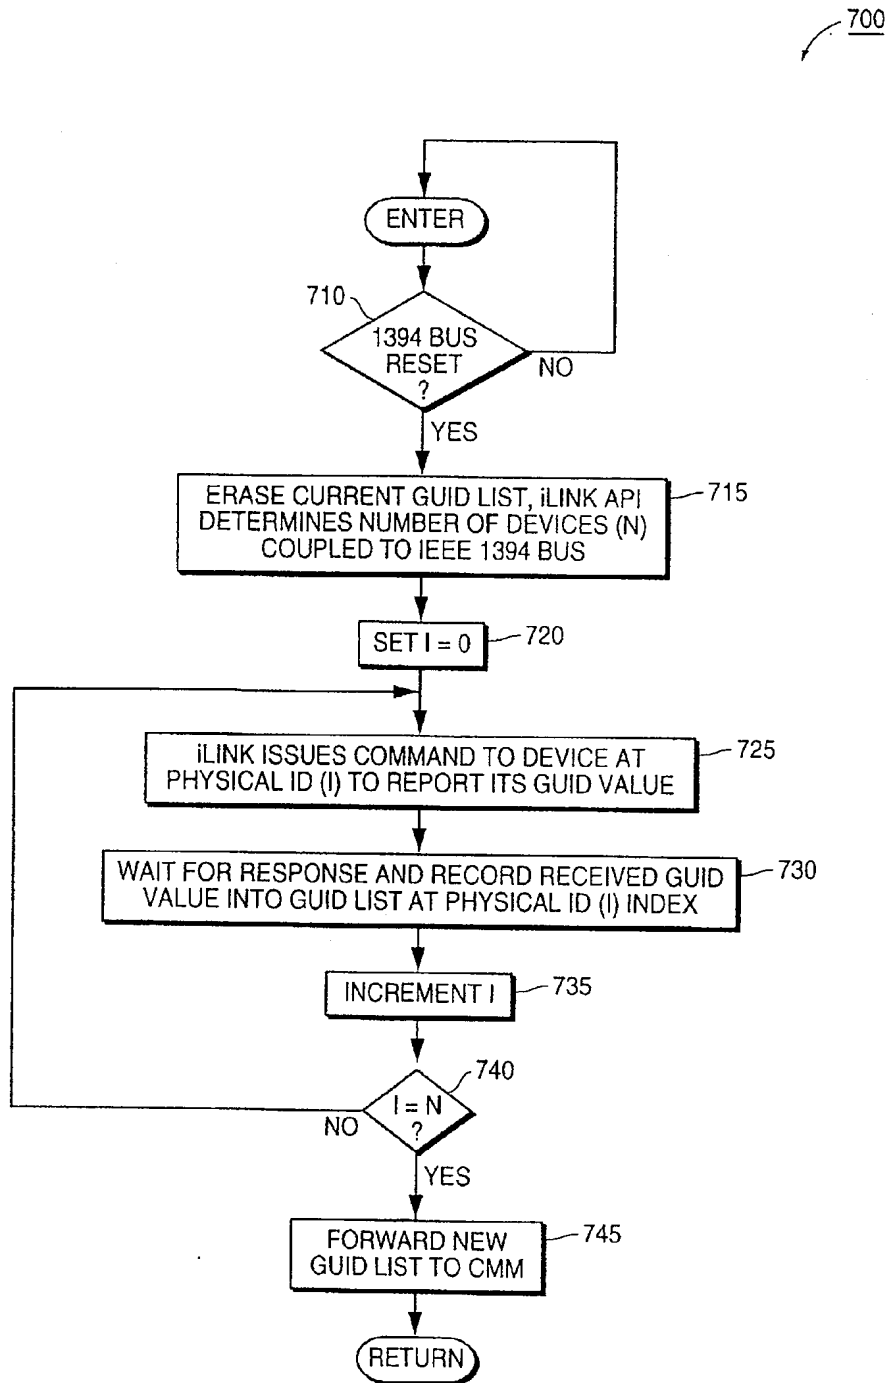 700
ENTER
710
1394 BUS
RESET
?
NO
YES
ERASE CURRENT GUID LIST, iLINK API
DETERMINES NUMBER OF DEVICES (N)
COUPLED TO IEEE 1394 BUS
715
SET I = 0
720
iLINK ISSUES COMMAND TO DEVICE AT
PHYSICAL ID (I) TO REPORT ITS GUID VALUE
725
WAIT FOR RESPONSE AND RECORD RECEIVED GUID
VALUE INTO GUID LIST AT PHYSICAL ID (I) INDEX
730
INCREMENT I
735
740
I = N
?
NO
YES
FORWARD NEW
GUID LIST TO CMM
745
RETURN